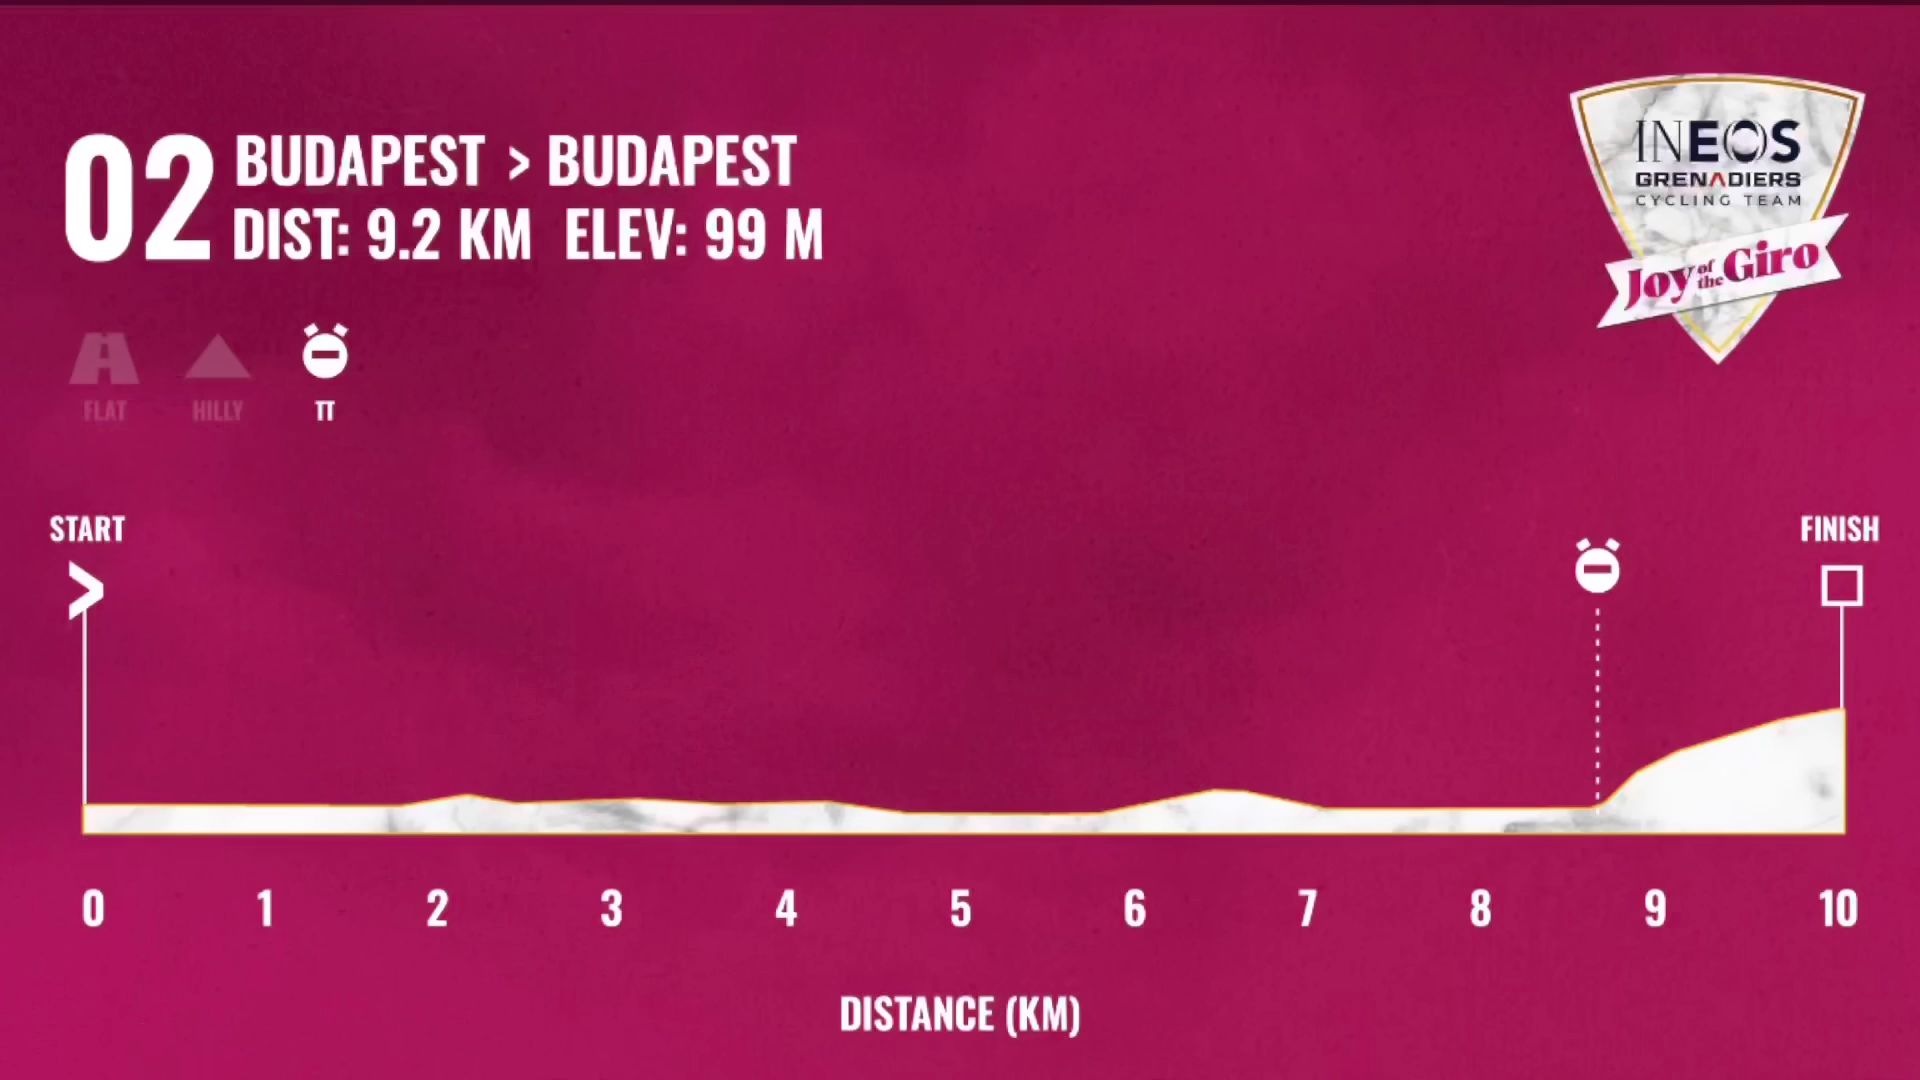 02
BUDAPEST > BUDAPEST
DIST: 9.2 KM ELEV: 99 M
INEOS
GRENADIERS
CYCLING TEAM
Joy of the Giro
FLAT HILLY TT
START
FINISH
0 1 2 3 4 5 6 7 8 9 10
DISTANCE (KM)